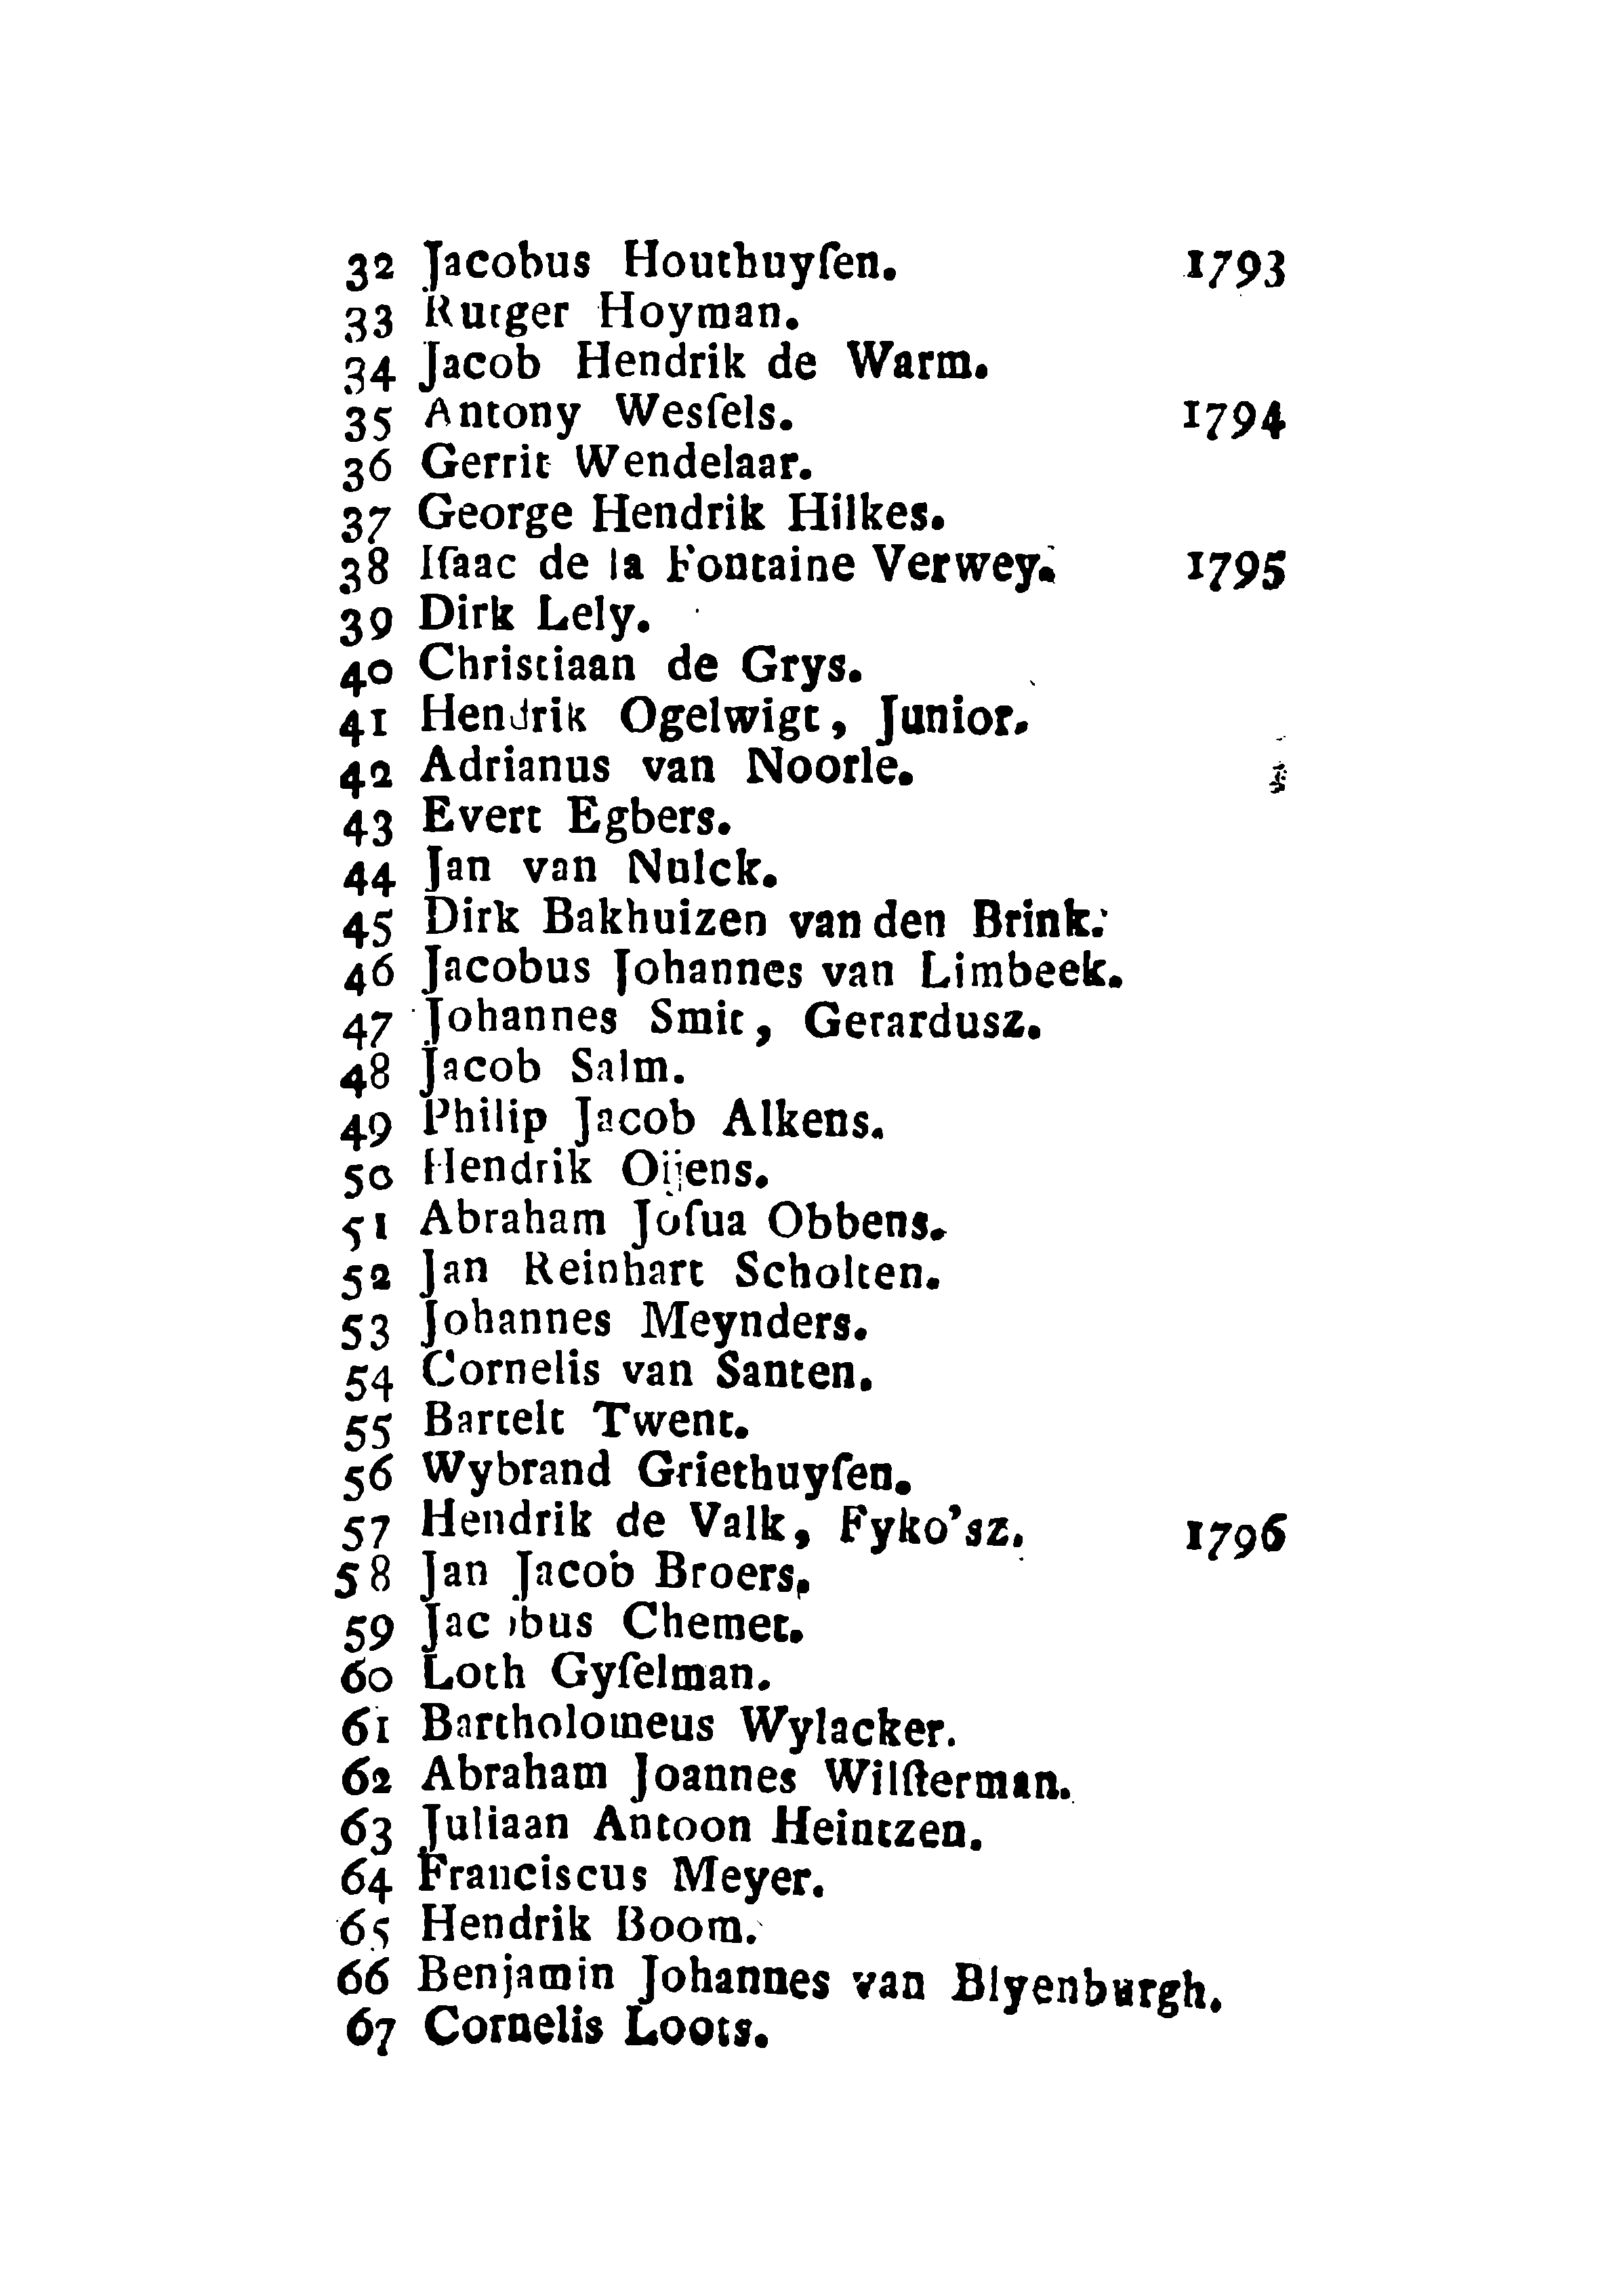 32 Jacobus Houthuyſen. 1793
33 Rutger Hoyman.
34 Jacob Hendrik de Warm.
35 Antony Wesſels. 1794
36 Gerrit Wendelaar.
37 George Hendrik Hilkes.
38 Iſaac de la Fontaine Verwey. 1795
39 Dirk Lely.
40 Christiaan de Grys.
41 Hendrik Ogelwigt, Junior.
42 Adrianus van Noorle.
43 Evert Egbers.
44 Jan van Nulck.
45 Dirk Bakhuizen van den Brink.
46 Jacobus Johannes van Limbeek.
47 Johannes Smit, Gerardusz.
48 Jacob Salm.
49 Philip Jacob Alkens.
50 Hendrik Oijens.
51 Abraham Joſua Obbens.
52 Jan Reinhart Scholten.
53 Johannes Meynders.
54 Cornelis van Santen.
55 Bartelt Twent.
56 Wybrand Griethuyſen.
57 Hendrik de Valk, Fyko'sz. 1796
58 Jan Jacob Broers.
59 Jacobus Chemet.
60 Loth Gyſelman.
61 Bartholomeus Wylacker.
62 Abraham Joannes Wilſterman.
63 Juliaan Antoon Heintzen.
64 Franciscus Meyer.
65 Hendrik Boom.
66 Benjamin Johannes van Blyenburgh.
67 Cornelis Loots.